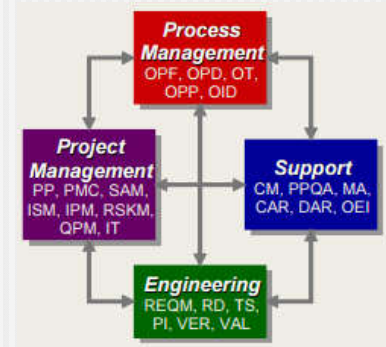 Process
Management
OPF, OPD, OT,
OPP, OID
Project
Management
PP, PMC, SAM,
ISM, IPM, RSKM,
QPM, IT
Support
CM, PPQA, MA,
CAR, DAR, OEI
Engineering
REQM, RD, TS,
PI, VER, VAL